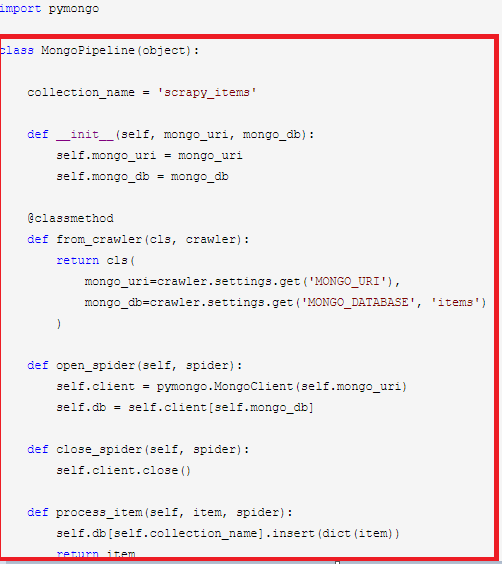 import pymongo
class MongoPipeline(object):
collection_name = 'scrapy_items'
def __init__(self, mongo_uri, mongo_db):
self.mongo_uri = mongo_uri
self.mongo_db = mongo_db
@classmethod
def from_crawler(cls, crawler):
return cls(
mongo_uri=crawler.settings.get('MONGO_URI'),
mongo_db=crawler.settings.get('MONGO_DATABASE', 'items')
)
def open_spider(self, spider):
self.client = pymongo.MongoClient(self.mongo_uri)
self.db = self.client[self.mongo_db]
def close_spider(self, spider):
self.client.close()
def process_item(self, item, spider):
self.db[self.collection_name].insert(dict(item))
return item